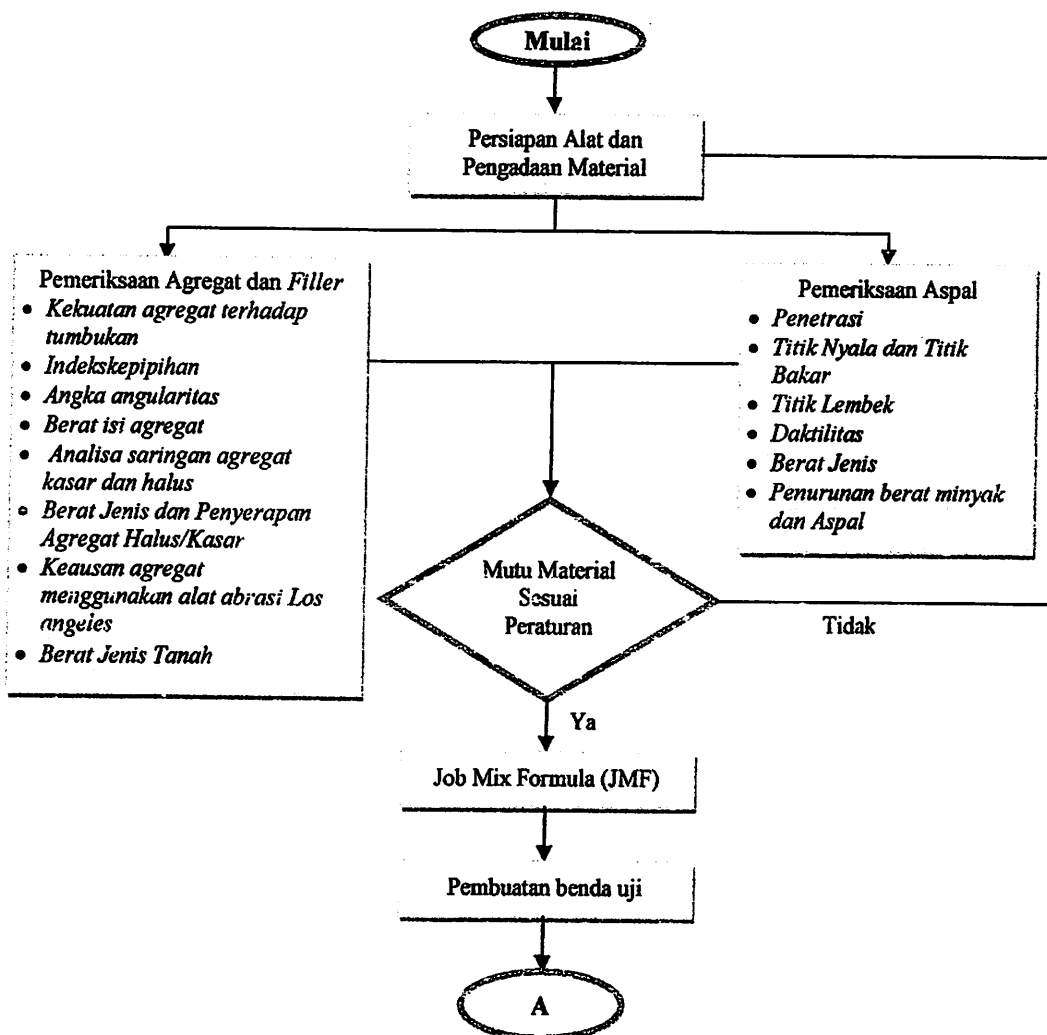 Mulai
Persiapan Alat dan
Pengadaan Material
Pemeriksaan Agregat dan Filler
• Kekuatan agregat terhadap
tumbukan
• Indekskepipihan
• Angka angularitas
• Berat isi agregat
• Analisa saringan agregat
kasar dan halus
• Berat Jenis dan Penyerapan
Agregat Halus/Kasar
• Keausan agregat
menggunakan alat abrasi Los
angeles
• Berat Jenis Tanah
Pemeriksaan Aspal
• Penetrasi
• Titik Nyala dan Titik
Bakar
• Titik Lembek
• Daktilitas
• Berat Jenis
• Penurunan berat minyak
dan Aspal
Mutu Material
Sesuai
Peraturan
Tidak
Ya
Job Mix Formula (JMF)
Pembuatan benda uji
A